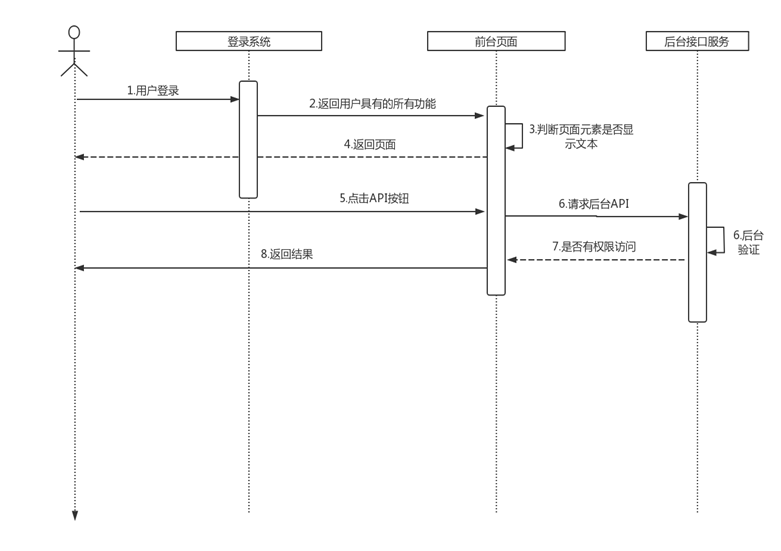 登录系统
前台页面
后台接口服务
1.用户登录
2.返回用户具有的所有功能
3.判断页面元素是否显
示文本
4.返回页面
5.点击API按钮
6.请求后台API
6.后台
验证
7.是否有权限访问
8.返回结果